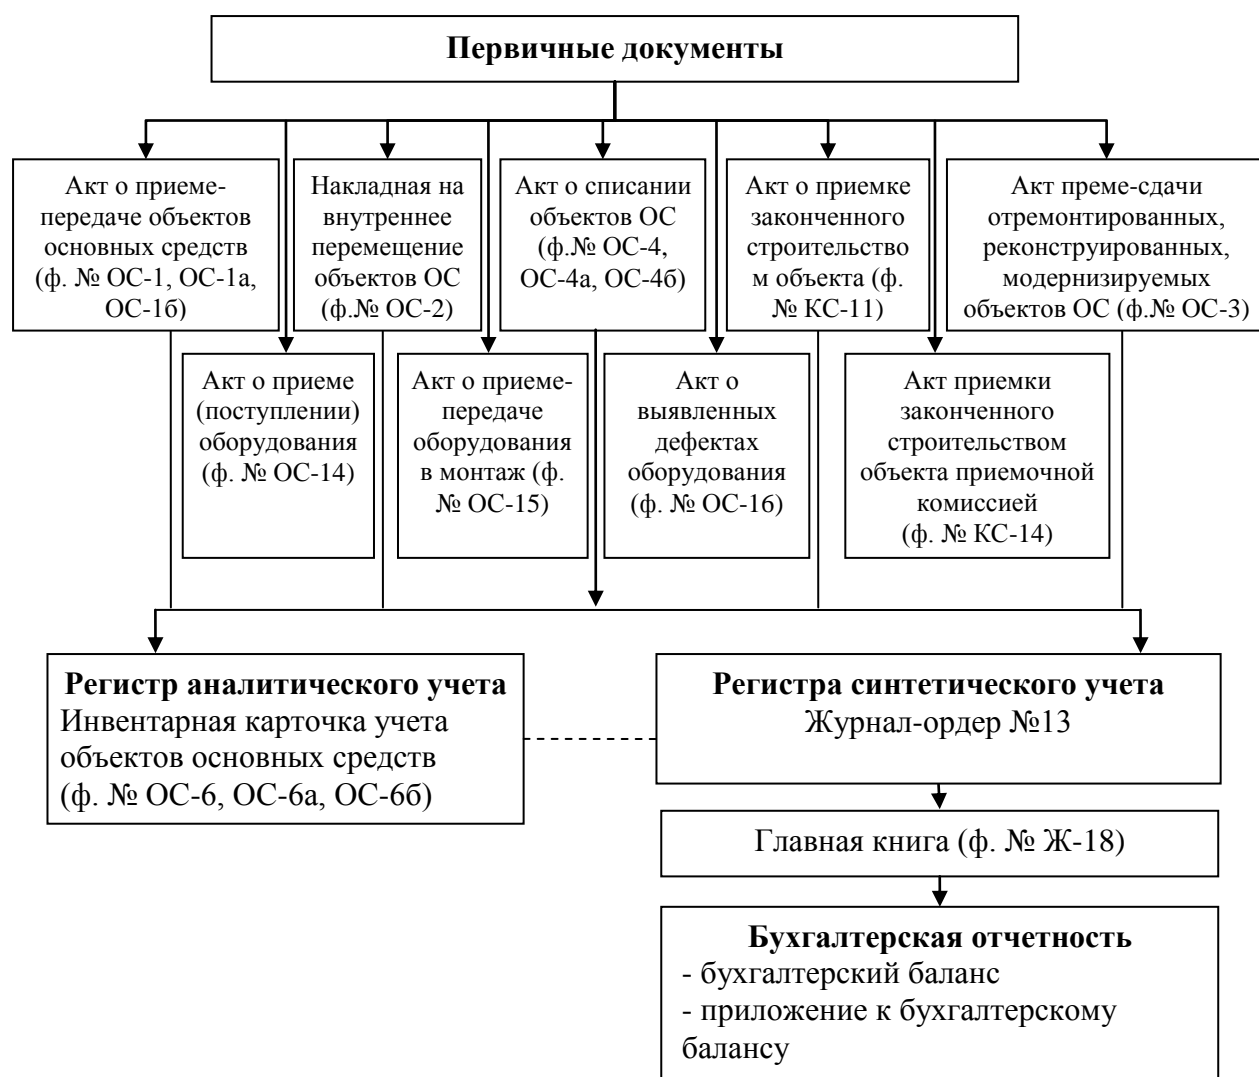 Первичные документы
Акт о приеме-
передаче объектов
основных средств
(ф. № ОС-1, ОС-1а,
ОС-1б)
Накладная на
внутреннее
перемещение
объектов ОС
(ф.№ ОС-2)
Акт о списании
объектов ОС
(ф.№ ОС-4,
ОС-4а, ОС-4б)
Акт о приемке
законченного
строительство
м объекта (ф.
№ КС-11)
Акт преме-сдачи
отремонтированных,
реконструированных,
модернизируемых
объектов ОС (ф.№ ОС-3)
Акт о приеме
(поступлении)
оборудования
(ф. № ОС-14)
Акт о приеме-
передаче
оборудования
в монтаж (ф.
№ ОС-15)
Акт о
выявленных
дефектах
оборудования
(ф. № ОС-16)
Акт приемки
законченного
строительством
объекта приемочной
комиссией
(ф. № КС-14)
Регистр аналитического учета
Инвентарная карточка учета
объектов основных средств
(ф. № ОС-6, ОС-6а, ОС-6б)
Регистра синтетического учета
Журнал-ордер №13
Главная книга (ф. № Ж-18)
Бухгалтерская отчетность
- бухгалтерский баланс
- приложение к бухгалтерскому
балансу